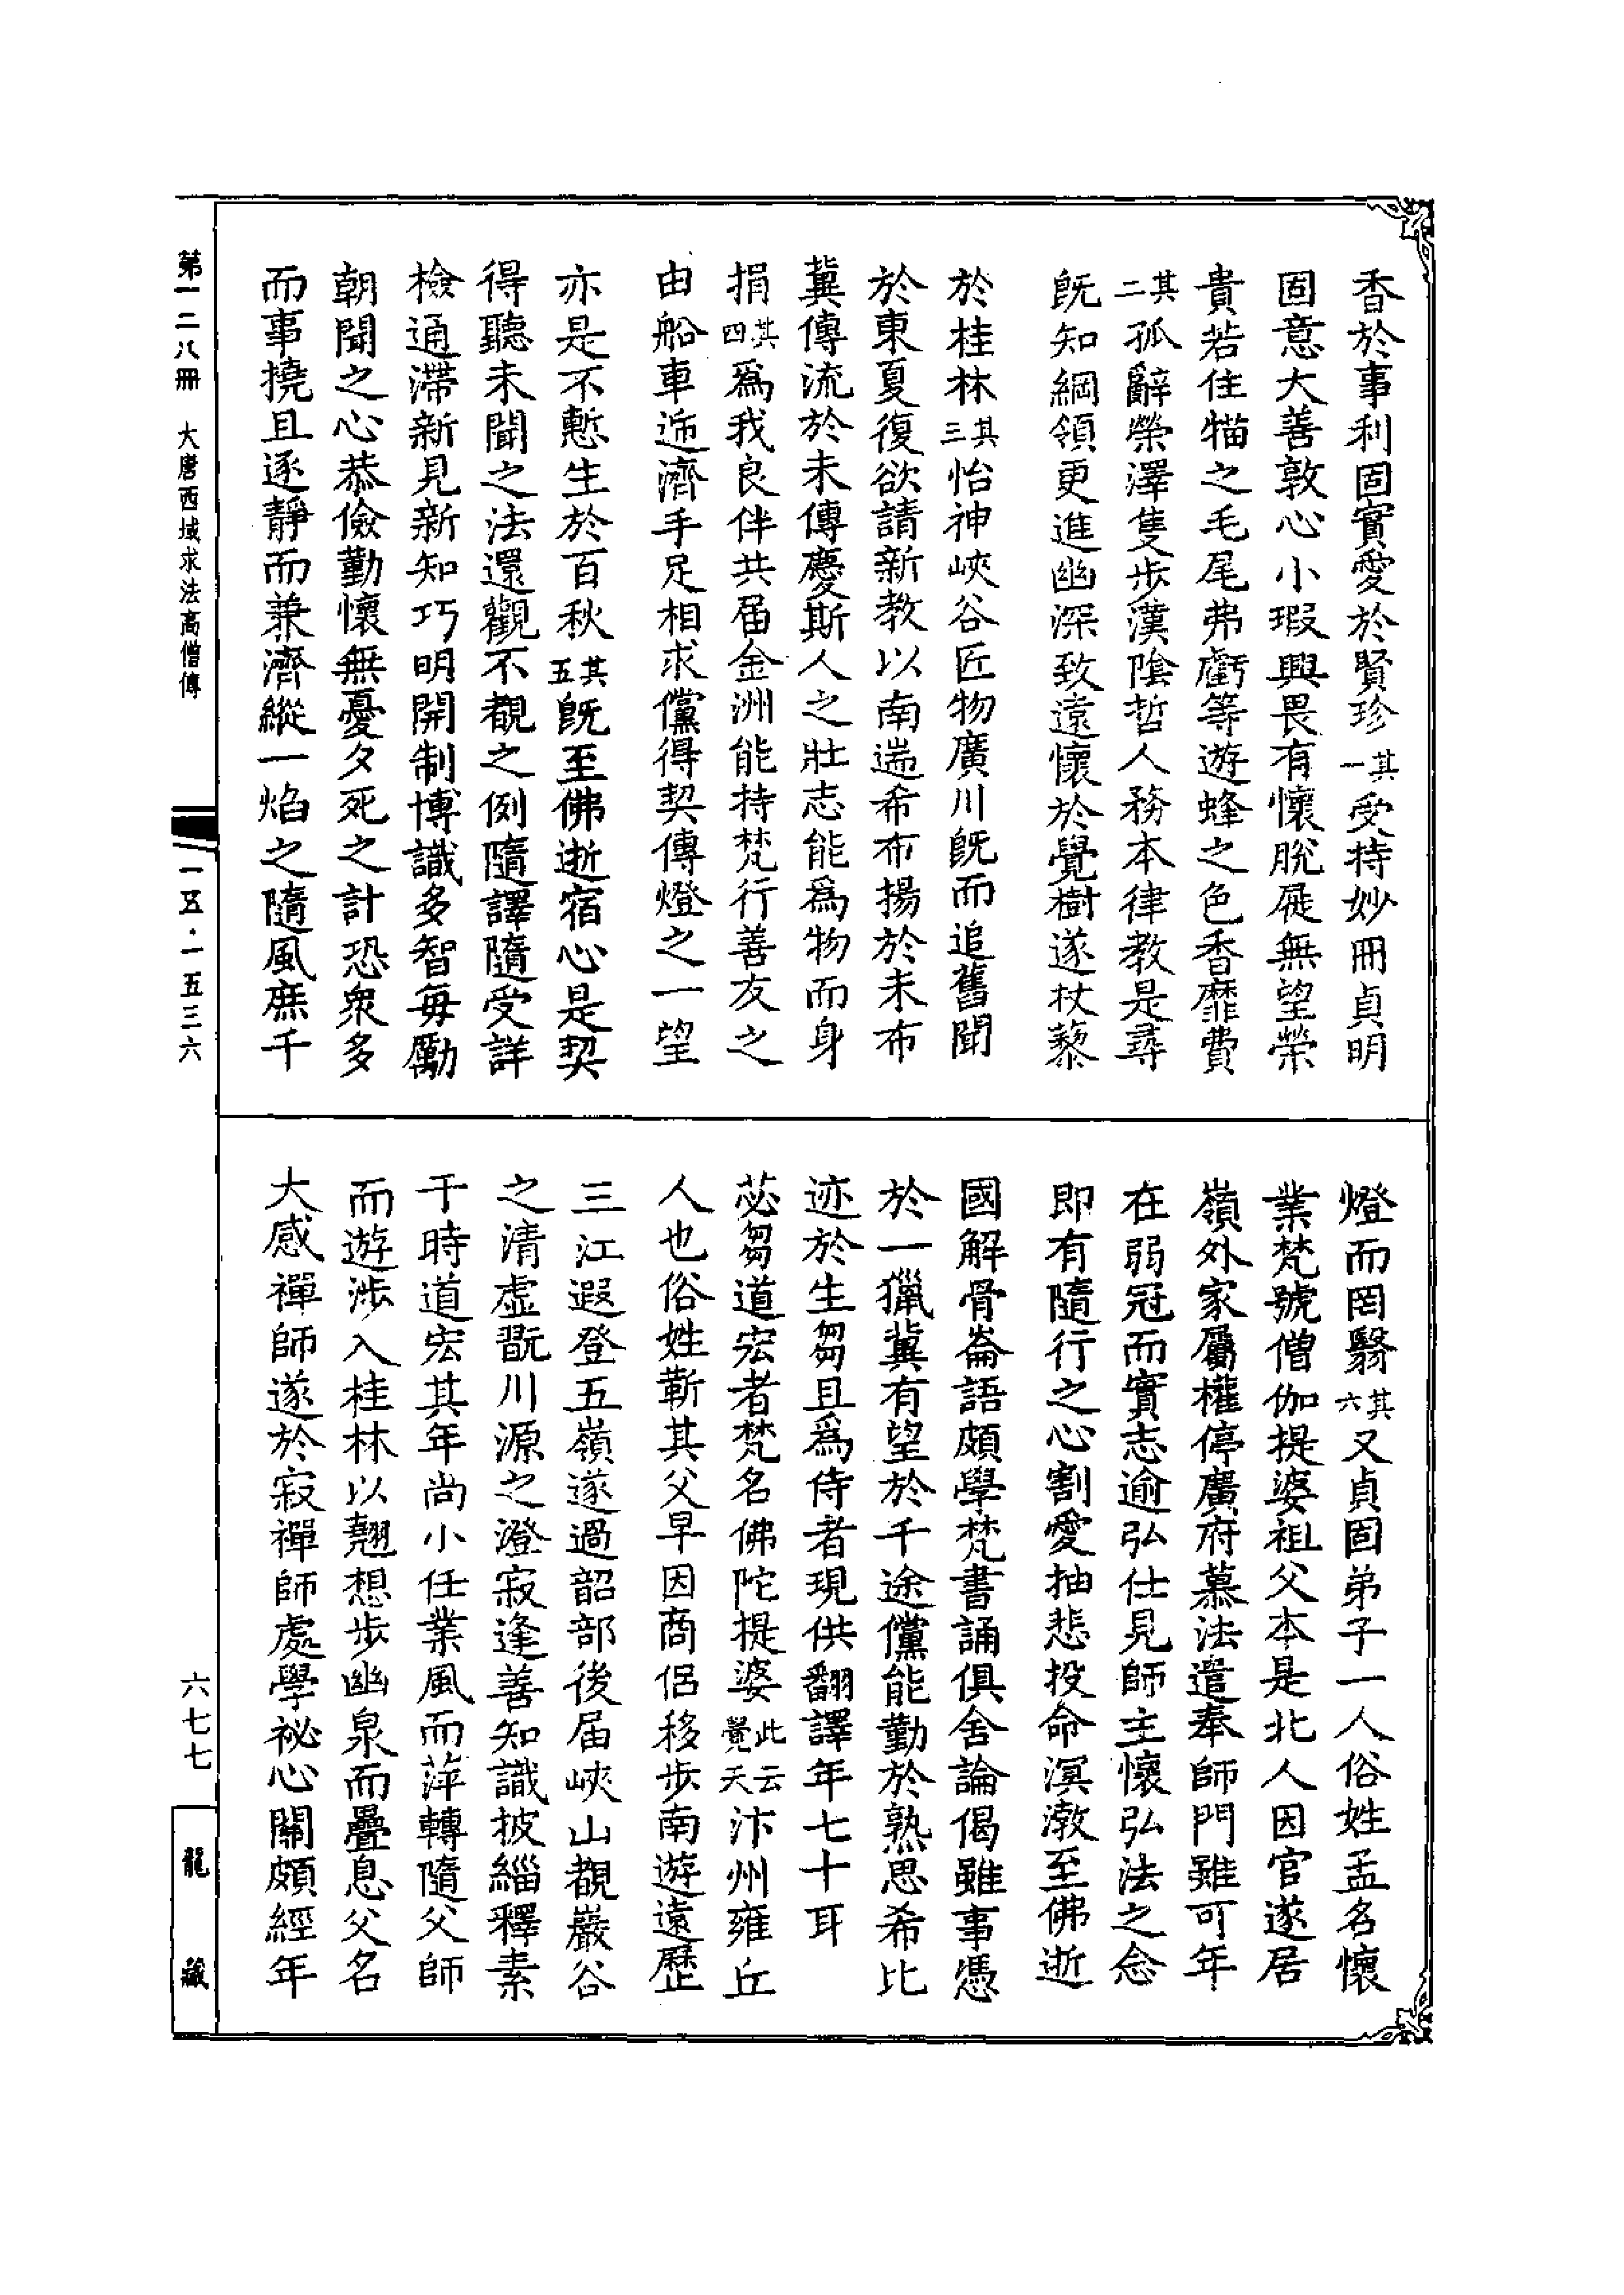 香於事利固實愛於賢珍其一受持妙冊貞明
固意大善敦心小瑕興畏有懷脫屣無望榮
貴若住猫之毛尾弗虧等遊蜂之色香靡費
其二孤辭榮澤隻步漢陰哲人務本律教是尋
旣知綱領更進幽深致遠懷於覺樹遂杖藜
於桂林其三怡神峽谷匠物廣川旣而追舊聞
於東夏復欲請新教以南遄希布揚於未布
冀傳流於未傳慶斯人之壯志能爲物而身
捐其四爲我良伴共届金洲能持梵行善友之
由船車遞濟手足相求儻得契傳燈之一望
亦是不慙生於百秋其五旣至佛逝宿心是契
得聽未聞之法還觀不覩之例隨譯隨受詳
檢通滯新見新知巧明開制博識多智每勵
朝聞之心恭儉勤懷無憂夕死之計恐衆多
而事撓且逐靜而兼濟縱一焰之隨風庶千
燈而罔翳其六又貞固弟子一人俗姓孟名懷
業梵號僧伽提婆祖父本是北人因官遂居
嶺外家屬權停廣府慕法遣奉師門雖可年
在弱冠而實志逾弘仕見師主懷弘法之念
即有隨行之心割愛抽悲投命溟渤至佛逝
國解骨崙語頗學梵書誦俱舍論偈雖事憑
於一獵冀有望於千途儻能勤於熟思希比
迹於生芻且爲侍者現供翻譯年七十耳
苾芻道宏者梵名佛陀提婆此云覺天汴州雍丘
人也俗姓靳其父早因商侶移步南遊遠歷
三江遐登五嶺遂過韶部後届峽山覩巖谷
之清虛翫川源之澄寂逢善知識披緇釋素
于時道宏其年尚小任業風而萍轉隨父師
而遊涉入桂林以翹想步幽泉而疊息父名
大感禪師遂於寂禪師處學祕心關頗經年
第一二八冊 大唐西域求法高僧傳
一五·一五三六
六七七
龍藏